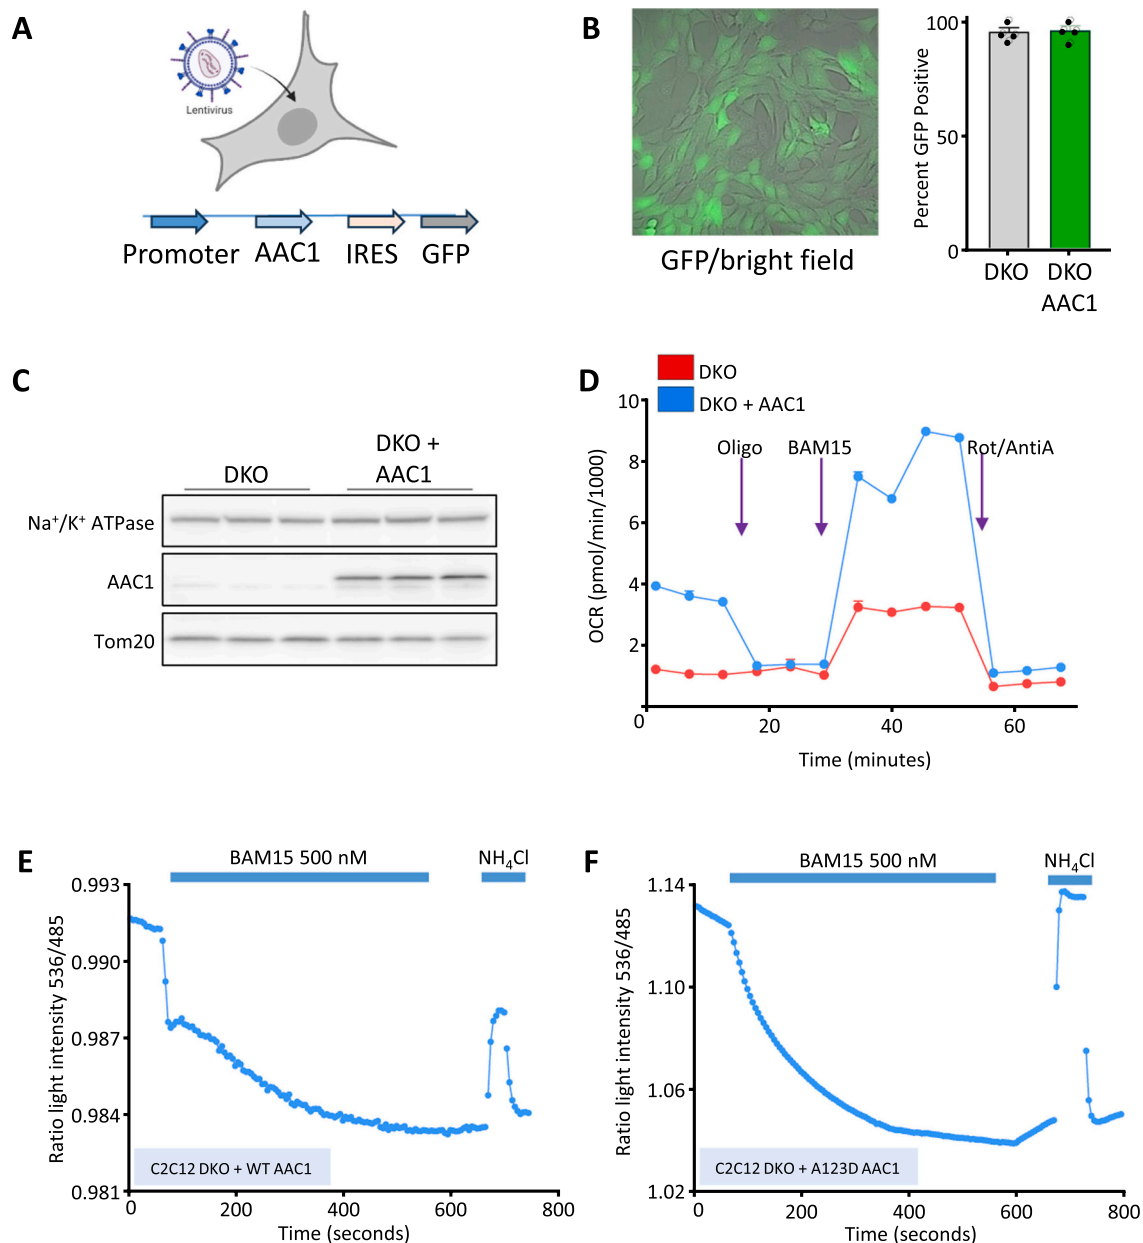 A
Lentivirus
Promoter AAC1 IRES GFP
B
GFP/bright field
Percent GFP Positive
100
50
0
DKO
DKO
AAC1
C
DKO
DKO +
AAC1
Na⁺/K⁺ ATPase
AAC1
Tom20
D
DKO
DKO + AAC1
OCR (pmol/min/1000)
10
8
6
4
2
0
20
40
60
Time (minutes)
Oligo
BAM15
Rot/AntiA
E
BAM15 500 nM
NH₄Cl
Ratio light intensity 536/485
0.993
0.990
0.987
0.984
0.981
C2C12 DKO + WT AAC1
0
200
400
600
800
Time (seconds)
F
BAM15 500 nM
NH₄Cl
Ratio light intensity 536/485
1.14
1.10
1.06
1.02
C2C12 DKO + A123D AAC1
0
200
400
600
800
Time (seconds)